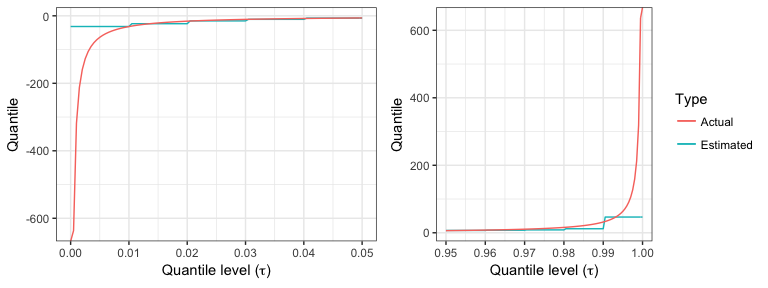 0
-200
-400
-600
Quantile
0.00 0.01 0.02 0.03 0.04 0.05
Quantile level (τ)
600
400
200
0
Quantile
0.95 0.96 0.97 0.98 0.99 1.00
Quantile level (τ)
Type
Actual
Estimated